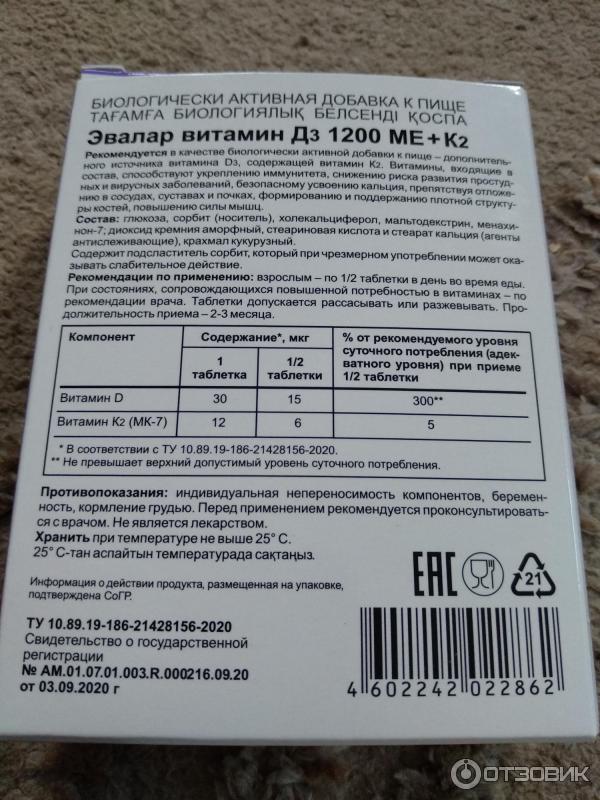 БИОЛОГИЧЕСКИ АКТИВНАЯ ДОБАВКА К ПИЩЕ
ТАҒАМҒА БИОЛОГИЯЛЫҚ БЕЛСЕНДІ ҚОСПА
Эвалар витамин Д3 1200 МЕ+К2
Рекомендуется в качестве биологически активной добавки к пище – дополнитель-
ного источника витамина D3, содержащей витамин К2. Витамины, входящие в
состав, способствуют укреплению иммунитета, снижению риска развития простуд-
ных и вирусных заболеваний, безопасному усвоению кальция, препятствуя отложе-
нию в сосудах, суставах и почках, формированию и поддержанию плотной структу-
ры костей, повышению силы мышц.
Состав: глюкоза, сорбит (носитель), холекальциферол, мальтодекстрин, менахи-
нон-7; диоксид кремния аморфный, стеариновая кислота и стеарат кальция (агенты
антислеживающие), крахмал кукурузный.
Содержит подсластитель сорбит, который при чрезмерном употреблении может ока-
зывать слабительное действие.
Рекомендации по применению: взрослым – по 1/2 таблетки в день во время еды.
При состояниях, сопровождающихся повышенной потребностью в витаминах – по
рекомендации врача. Таблетки допускается рассасывать или разжевывать. Про-
должительность приема – 2-3 месяца.
Компонент Содержание*, мкг % от рекомендуемого уровня
суточного потребления (адек-
ватного уровня) при приеме
1/2 таблетки
1 таблетка 1/2 таблетки
Витамин D 30 15 300**
Витамин К2 (МК-7) 12 6 5
* В соответствии с ТУ 10.89.19-186-21428156-2020.
** Не превышает верхний допустимый уровень суточного потребления.
Противопоказания: индивидуальная непереносимость компонентов, беремен-
ность, кормление грудью. Перед применением рекомендуется проконсультировать-
ся с врачом. Не является лекарством.
Хранить при температуре не выше 25° С.
25° С-тан аспайтын температурада сақтаңыз.
Информация о действии продукта, размещенная на упаковке,
подтверждена СоГР.
EAC
21
ТУ 10.89.19-186-21428156-2020
Свидетельство о государственной
регистрации
№ AM.01.07.01.003.R.000216.09.20
от 03.09.2020 г
4 602242 022862
ОТЗОВИК